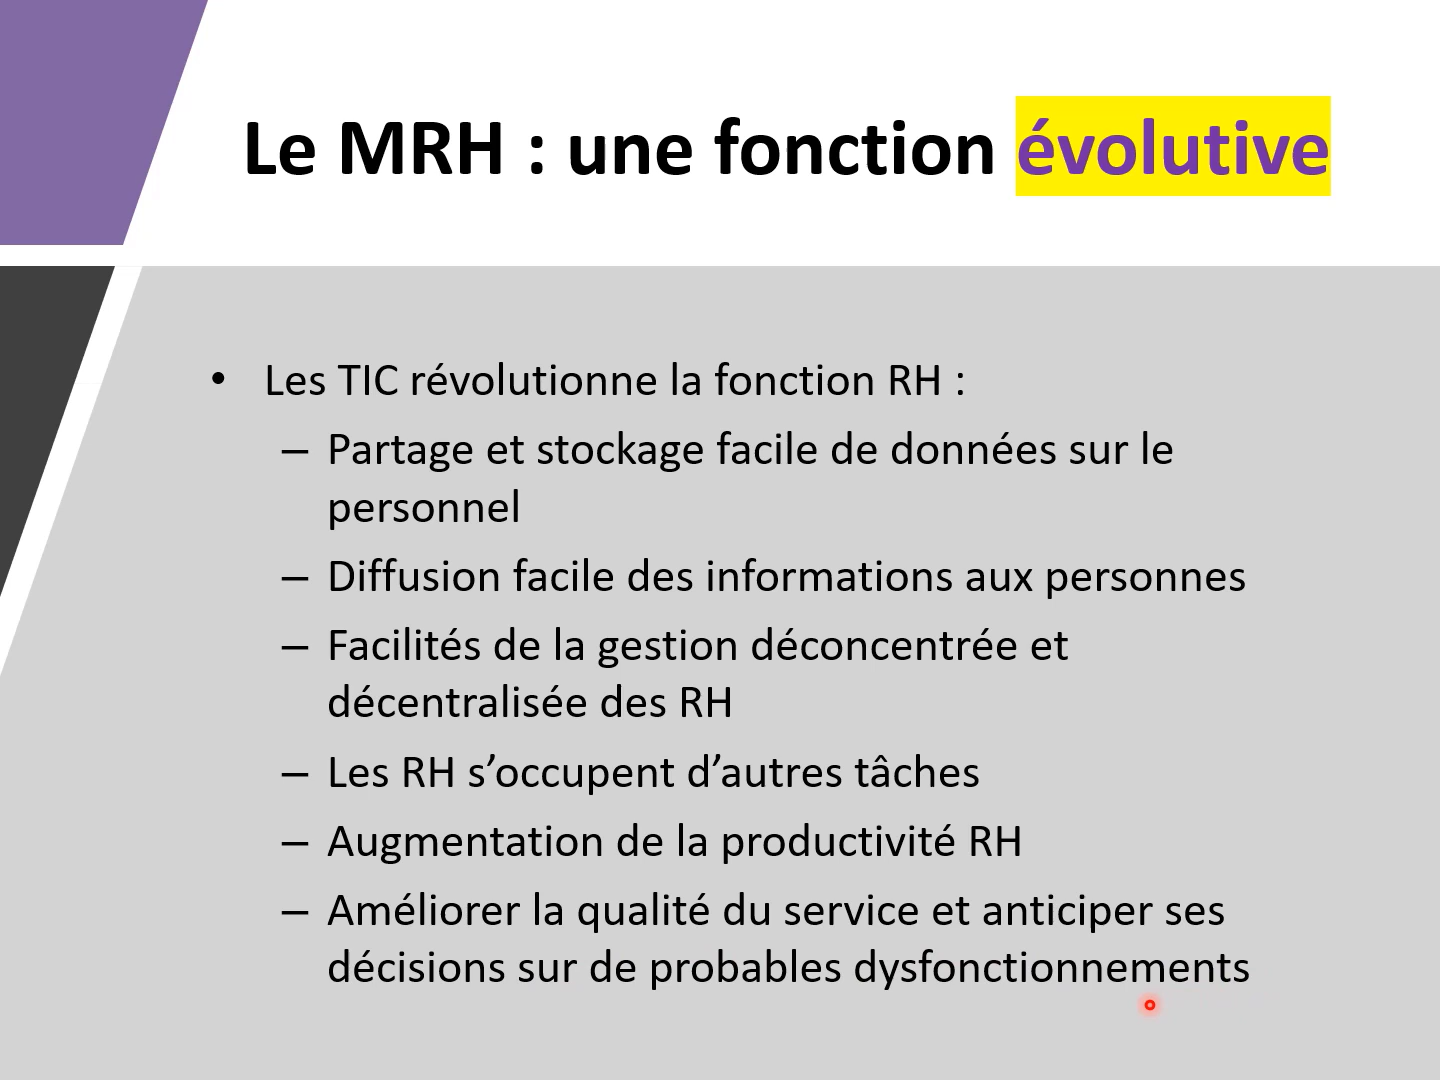 Le MRH : une fonction évolutive
• Les TIC révolutionne la fonction RH :
– Partage et stockage facile de données sur le
personnel
– Diffusion facile des informations aux personnes
– Facilités de la gestion déconcentrée et
décentralisée des RH
– Les RH s’occupent d’autres tâches
– Augmentation de la productivité RH
– Améliorer la qualité du service et anticiper ses
décisions sur de probables dysfonctionnements